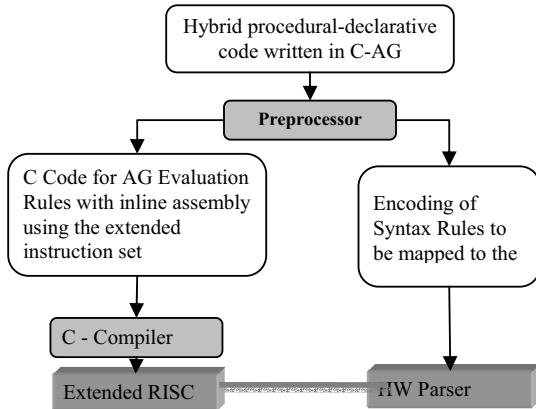 Hybrid procedural-declarative
code written in C-AG
Preprocessor
C Code for AG Evaluation
Rules with inline assembly
using the extended
instruction set
Encoding of
Syntax Rules to
be mapped to the
C - Compiler
Extended RISC
HW Parser